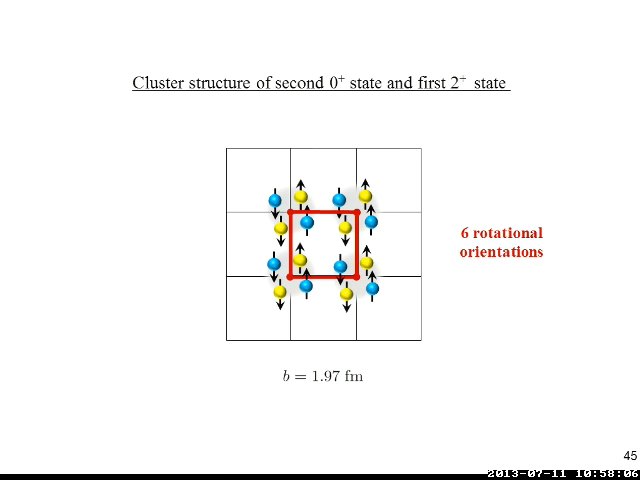 Cluster structure of second 0⁺ state and first 2⁺ state
6 rotational
orientations
b = 1.97 fm
45
2013-07-11 10:58:06